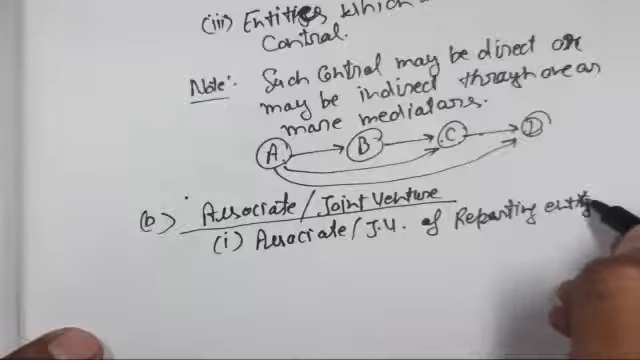 (iii) Entities which
control.
Note: Such control may be direct or
may be indirect through one or
more mediators.
A B C D
(b) Associate/Joint Venture
(i) Associate/J.V. of Reporting entity